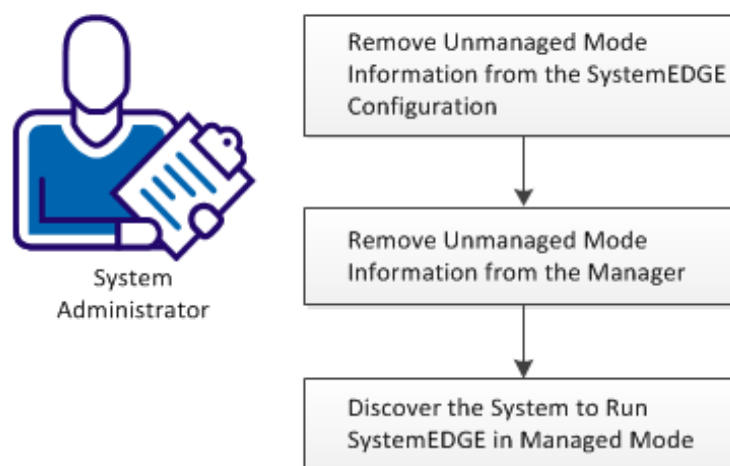 Remove Unmanaged Mode
Information from the SystemEDGE
Configuration
Remove Unmanaged Mode
Information from the Manager
System
Administrator
Discover the System to Run
SystemEDGE in Managed Mode